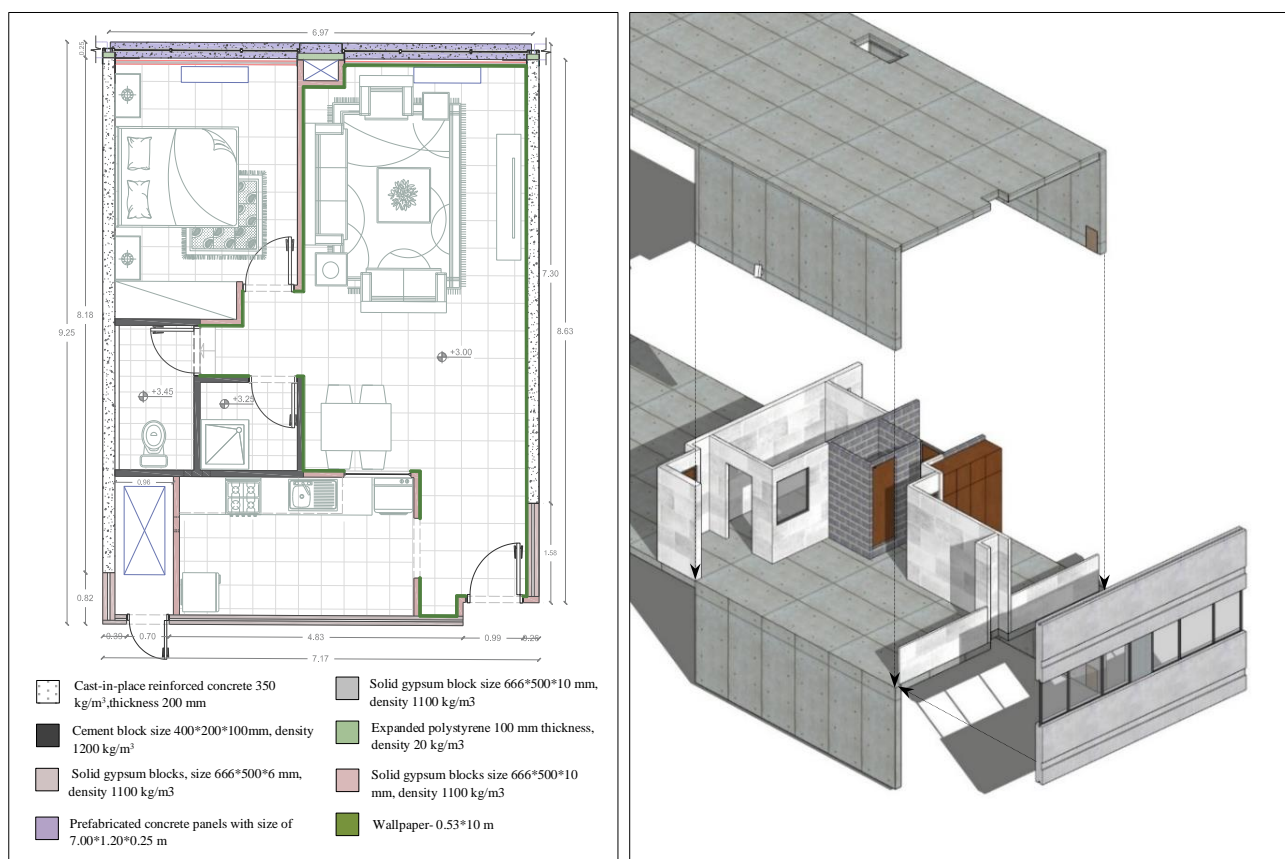 6.97
0.25
7.30
8.18
9.25
8.63
+3.00
+3.45
+3.25
0.96
1.58
0.82
0.39 0.70 4.83 0.99 0.25
7.17
Cast-in-place reinforced concrete 350
kg/m³,thickness 200 mm
Cement block size 400*200*100mm, density
1200 kg/m³
Solid gypsum blocks, size 666*500*6 mm,
density 1100 kg/m3
Prefabricated concrete panels with size of
7.00*1.20*0.25 m
Solid gypsum block size 666*500*10 mm,
density 1100 kg/m3
Expanded polystyrene 100 mm thickness,
density 20 kg/m3
Solid gypsum blocks size 666*500*10
mm, density 1100 kg/m3
Wallpaper- 0.53*10 m